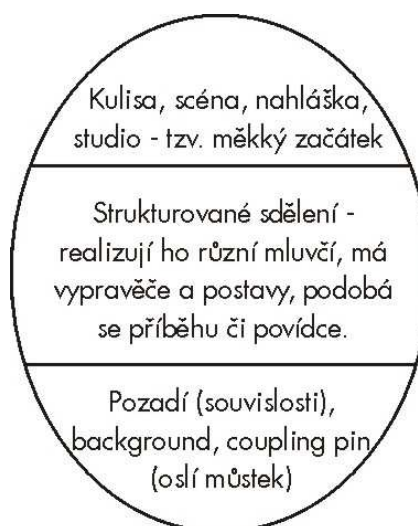 Kulisa, scéna, nahláška,
studio - tzv. měkký začátek
Strukturované sdělení -
realizují ho různí mluvčí, má
vypravěče a postavy, podobá
se příběhu či povídce.
Pozadí (souvislosti),
background, coupling pin
(oslí můstek)